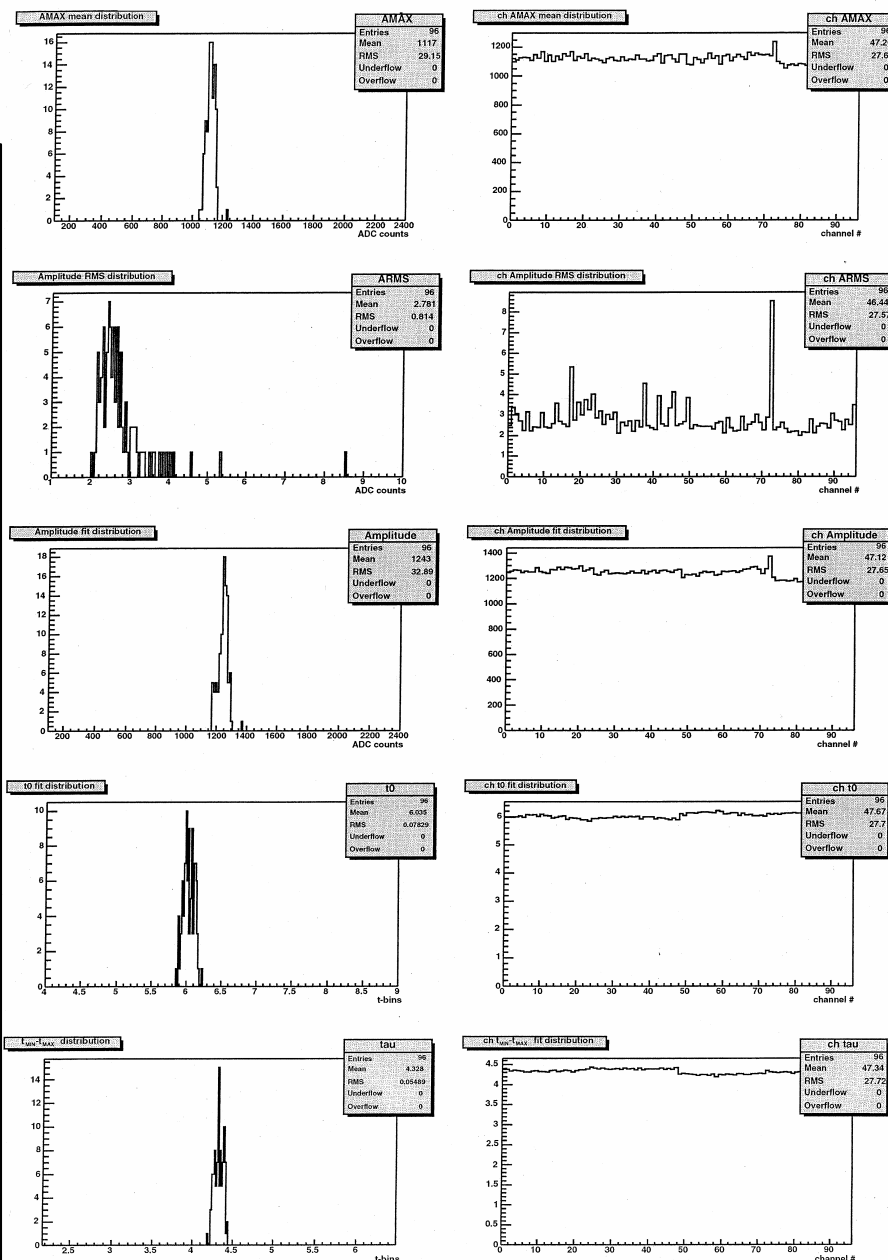 AMAX mean distribution
AMAX
Entries 96
Mean 1117
RMS 29.15
Underflow 0
Overflow 0
16
14
12
10
8
6
4
2
0
200 400 600 800 1000 1200 1400 1600 1800 2000 2200 2400
ADC counts
ch AMAX mean distribution
ch AMAX
Entries 96
Mean 47.2
RMS 27.6
Underflow 0
Overflow 0
1200
1000
800
600
400
200
0
0 10 20 30 40 50 60 70 80 90
channel #
Amplitude RMS distribution
ARMS
Entries 96
Mean 2.781
RMS 0.814
Underflow 0
Overflow 0
7
6
5
4
3
2
1
0
1 2 3 4 5 6 7 8 9 10
ADC counts
ch Amplitude RMS distribution
ch ARMS
Entries 96
Mean 46.44
RMS 27.57
Underflow 0
Overflow 0
8
7
6
5
4
3
2
1
0
0 10 20 30 40 50 60 70 80 90
channel #
Amplitude fit distribution
Amplitude
Entries 96
Mean 1243
RMS 32.89
Underflow 0
Overflow 0
18
16
14
12
10
8
6
4
2
0
200 400 600 800 1000 1200 1400 1600 1800 2000 2200 2400
ADC counts
ch Amplitude fit distribution
ch Amplitude
Entries 96
Mean 47.12
RMS 27.65
Underflow 0
Overflow 0
1400
1200
1000
800
600
400
200
0
0 10 20 30 40 50 60 70 80 90
channel #
t0 fit distribution
t0
Entries 96
Mean 6.035
RMS 0.07829
Underflow 0
Overflow 0
10
8
6
4
2
0
4 4.5 5 5.5 6 6.5 7 7.5 8 8.5 9
t-bins
ch t0 fit distribution
ch t0
Entries 96
Mean 47.67
RMS 27.7
Underflow 0
Overflow 0
6
5
4
3
2
1
0
0 10 20 30 40 50 60 70 80 90
channel #
tMIN-tMAX distribution
tau
Entries 96
Mean 4.328
RMS 0.05489
Underflow 0
Overflow 0
14
12
10
8
6
4
2
0
2.5 3 3.5 4 4.5 5 5.5 6
t-bins
ch tMIN-tMAX fit distribution
ch tau
Entries 96
Mean 47.34
RMS 27.72
Underflow 0
Overflow 0
4.5
4
3.5
3
2.5
2
1.5
1
0.5
0
0 10 20 30 40 50 60 70 80 90
channel #